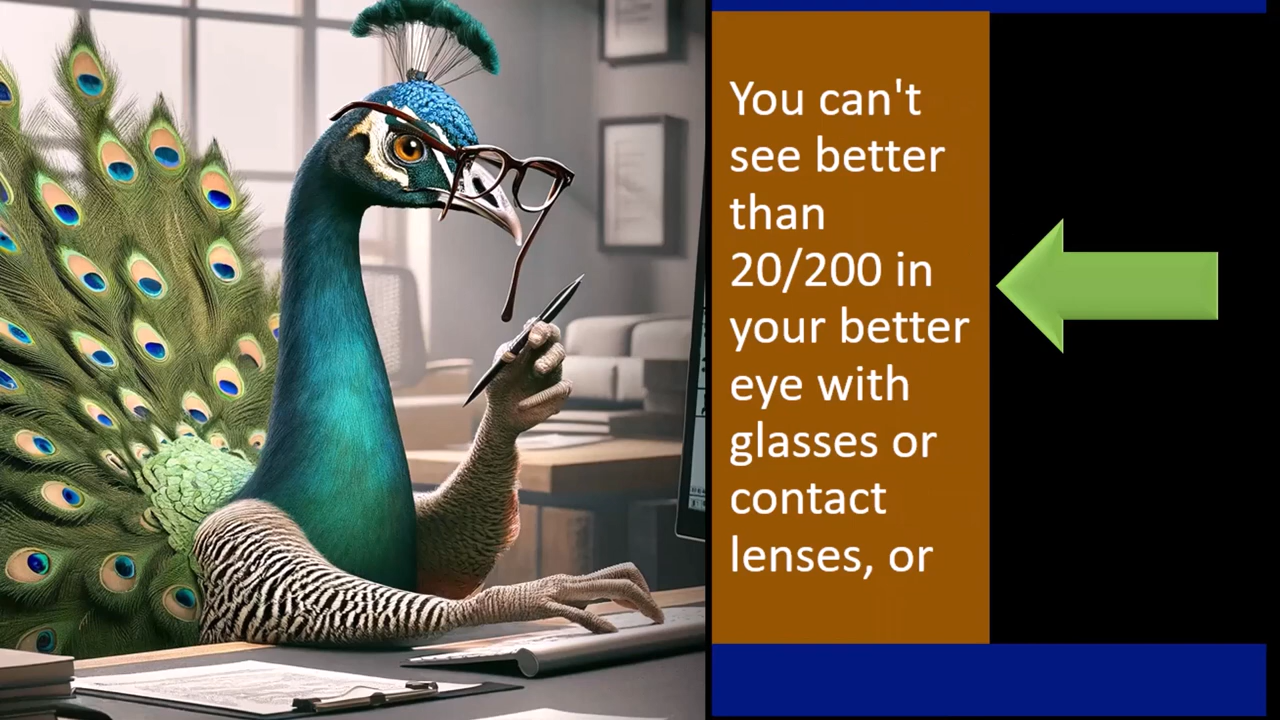 You can't
see better
than
20/200 in
your better
eye with
glasses or
contact
lenses, or